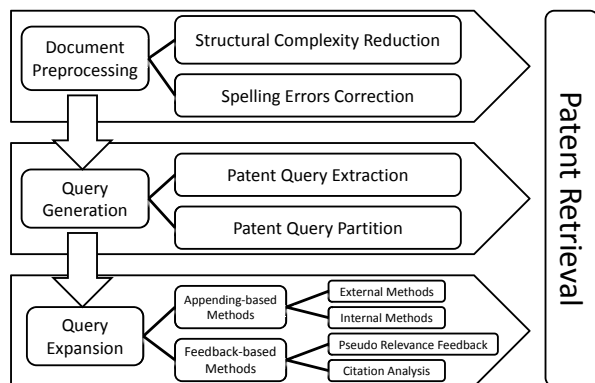 Document
Preprocessing
Structural Complexity Reduction
Spelling Errors Correction
Query
Generation
Patent Query Extraction
Patent Query Partition
Query
Expansion
Appending-based
Methods
External Methods
Internal Methods
Feedback-based
Methods
Pseudo Relevance Feedback
Citation Analysis
Patent Retrieval